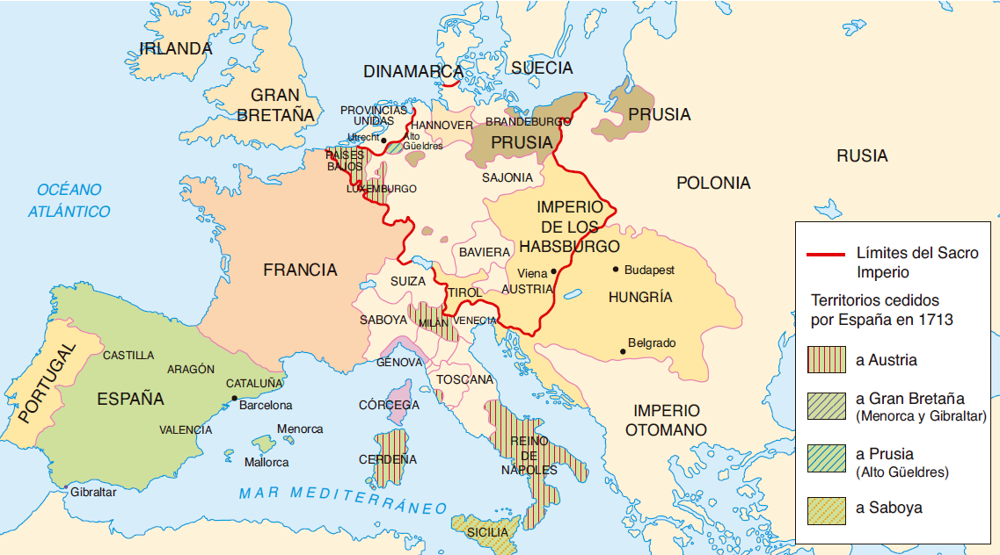 IRLANDA
GRAN
BRETAÑA
DINAMARCA
SUECIA
PROVINCIAS
UNIDAS
Utrecht
HANNOVER
Alto
Güeldres
BRANDEBURGO
PRUSIA
PRUSIA
RUSIA
PAÍSES
BAJOS
LUXEMBURGO
SAJONIA
POLONIA
OCÉANO
ATLÁNTICO
IMPERIO
DE LOS
HABSBURGO
BAVIERA
FRANCIA
Viena
Budapest
SUIZA
TIROL
AUSTRIA
HUNGRÍA
SABOYA
MILÁN
VENECIA
Belgrado
GÉNOVA
TOSCANA
PORTUGAL
CASTILLA
ARAGÓN
CATALUÑA
ESPAÑA
Barcelona
CÓRCEGA
VALENCIA
Menorca
Mallorca
CERDEÑA
REINO
DE
NÁPOLES
IMPERIO
OTOMANO
Gibraltar
MAR MEDITERRÁNEO
SICILIA
Límites del Sacro
Imperio
Territorios cedidos
por España en 1713
a Austria
a Gran Bretaña
(Menorca y Gibraltar)
a Prusia
(Alto Güeldres)
a Saboya